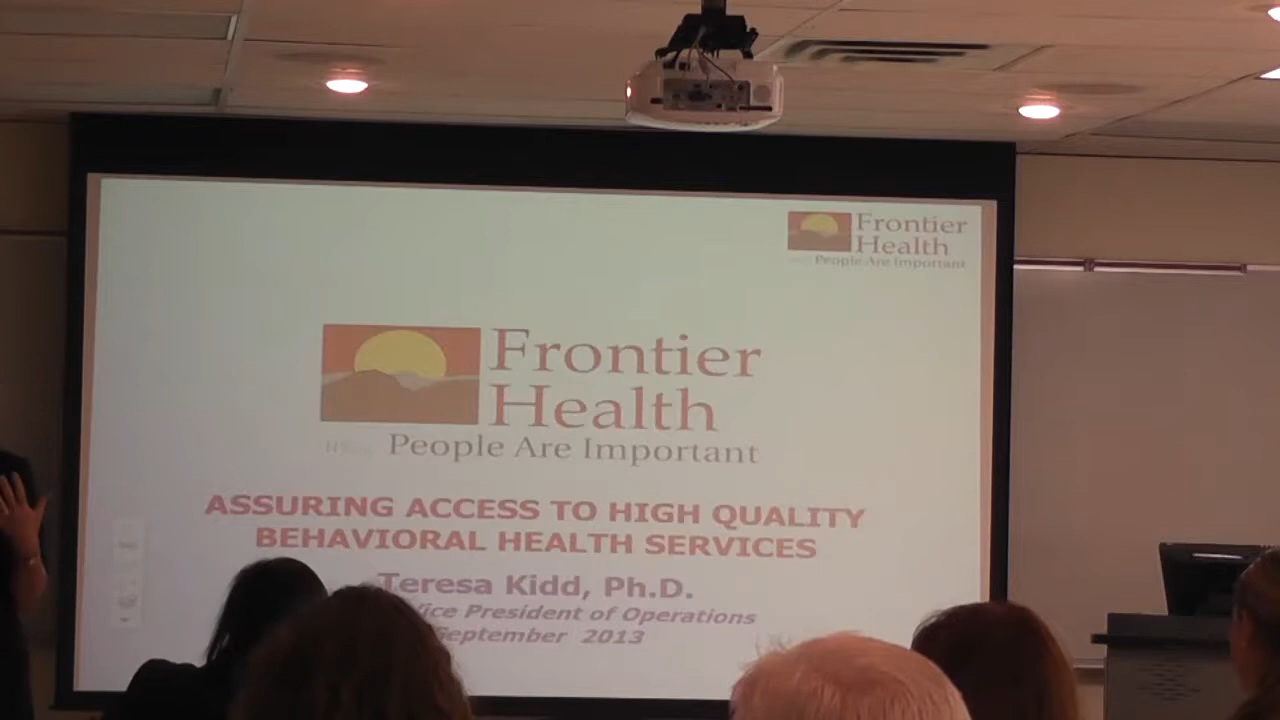 Frontier
Health
People Are Important
Frontier
Health
People Are Important
ASSURING ACCESS TO HIGH QUALITY
BEHAVIORAL HEALTH SERVICES
Teresa Kidd, Ph.D.
Vice President of Operations
September 2013